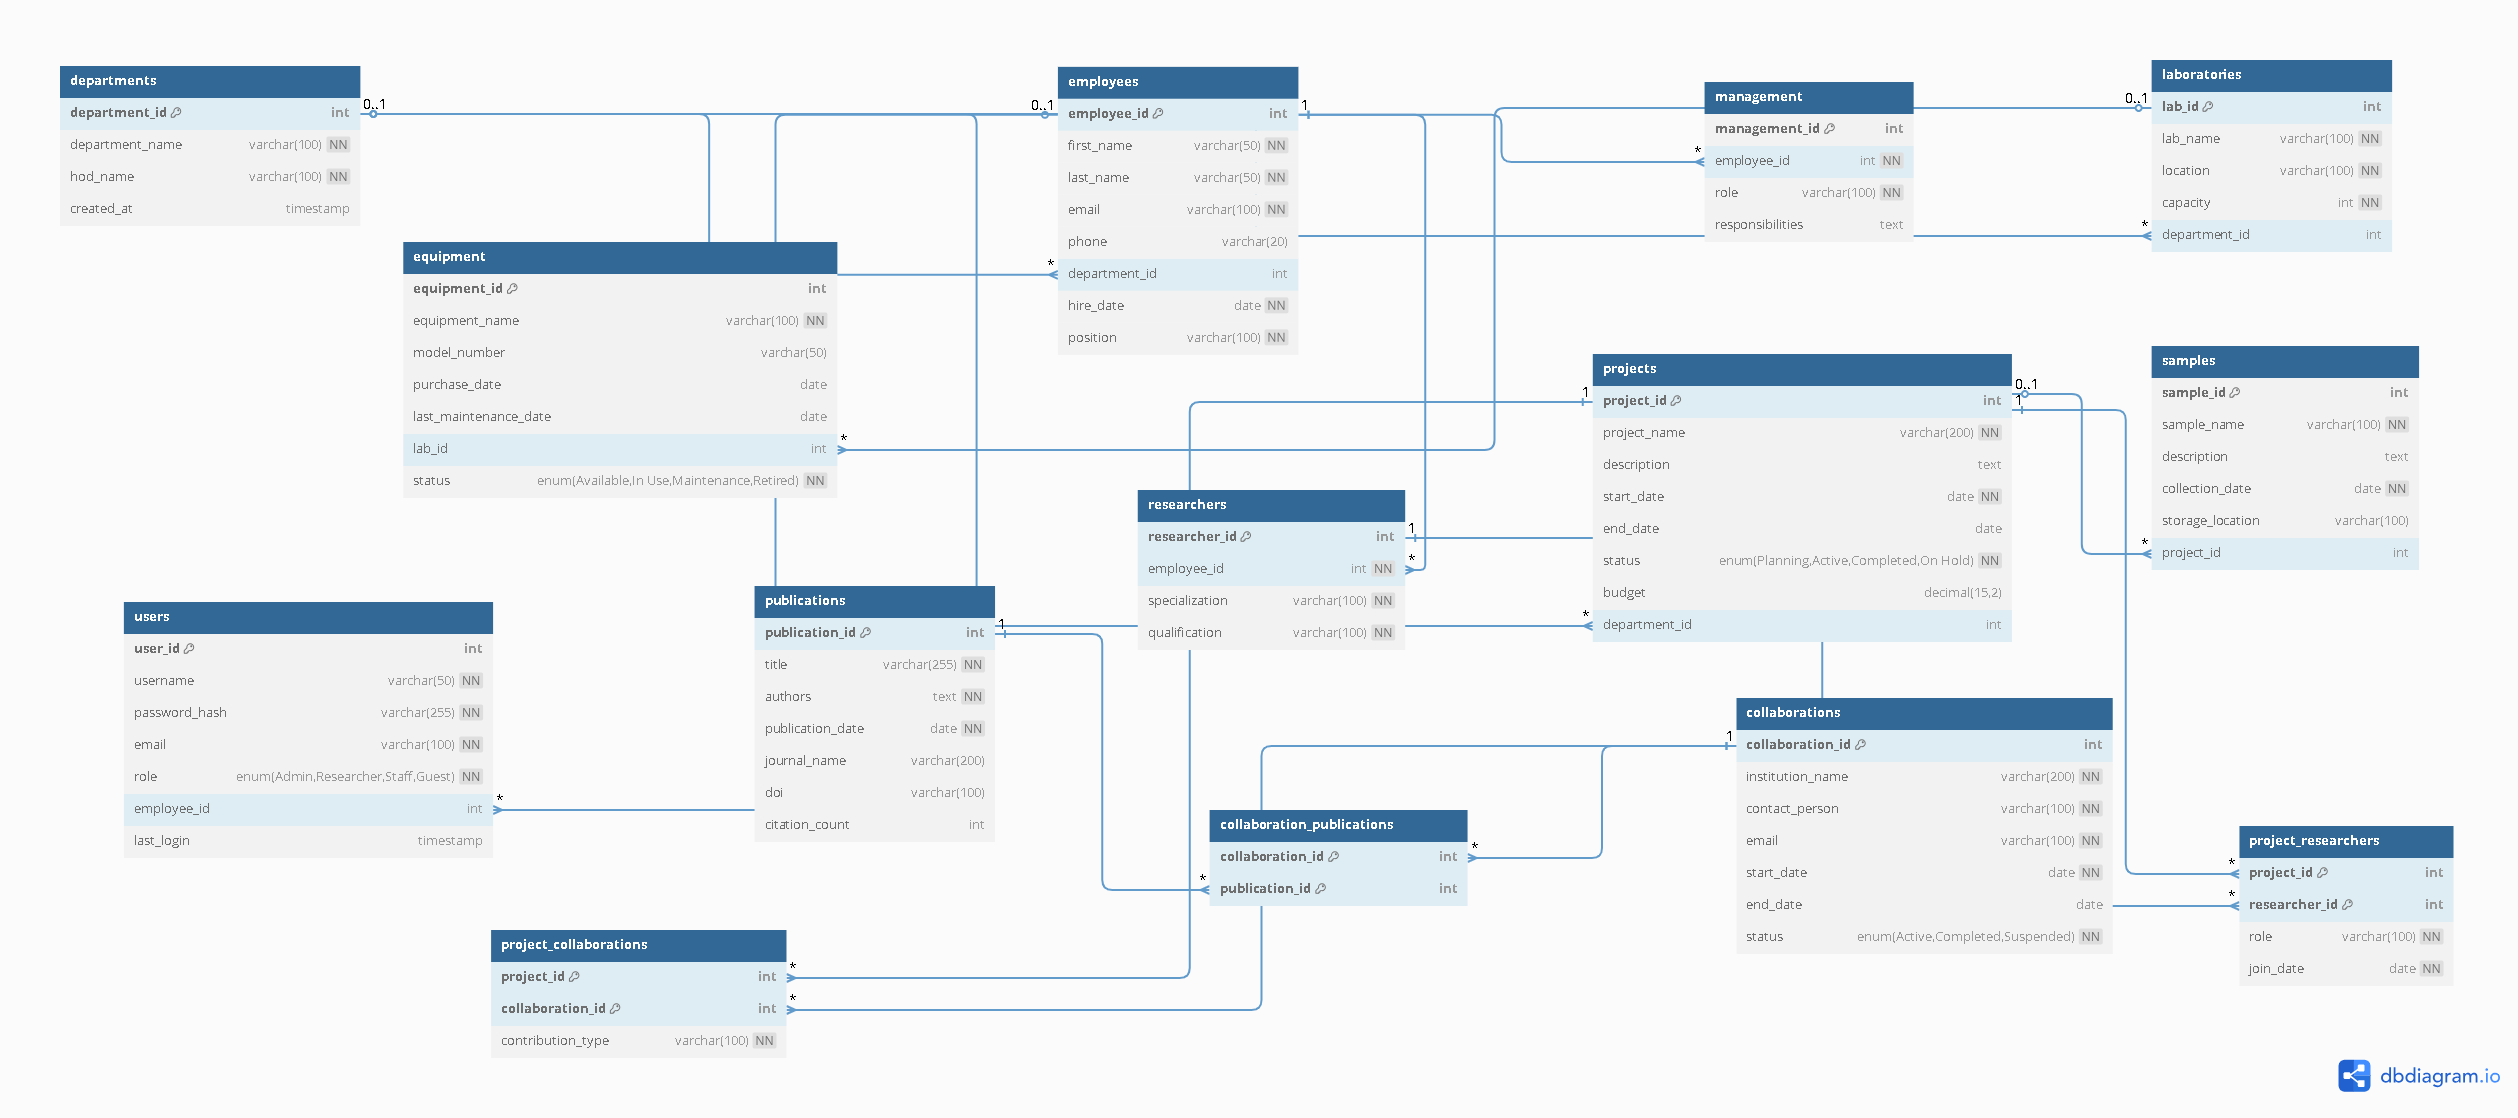 departments
department_id int
department_name varchar(100) NN
hod_name varchar(100) NN
created_at timestamp
0..1
employees
employee_id int
first_name varchar(50) NN
last_name varchar(50) NN
email varchar(100) NN
phone varchar(20)
department_id int
hire_date date NN
position varchar(100) NN
0..1
1
*
management
management_id int
employee_id int NN
role varchar(100) NN
responsibilities text
*
laboratories
lab_id int
lab_name varchar(100) NN
location varchar(100) NN
capacity int NN
department_id int
0..1
*
equipment
equipment_id int
equipment_name varchar(100) NN
model_number varchar(50)
purchase_date date
last_maintenance_date date
lab_id int
status enum(Available,In Use,Maintenance,Retired) NN
*
projects
project_id int
project_name varchar(200) NN
description text
start_date date NN
end_date date
status enum(Planning,Active,Completed,On Hold) NN
budget decimal(15,2)
department_id int
1
0..1
1
*
samples
sample_id int
sample_name varchar(100) NN
description text
collection_date date NN
storage_location varchar(100)
project_id int
*
researchers
researcher_id int
employee_id int NN
specialization varchar(100) NN
qualification varchar(100) NN
1
*
users
user_id int
username varchar(50) NN
password_hash varchar(255) NN
email varchar(100) NN
role enum(Admin,Researcher,Staff,Guest) NN
employee_id int
last_login timestamp
*
publications
publication_id int
title varchar(255) NN
authors text NN
publication_date date NN
journal_name varchar(200)
doi varchar(100)
citation_count int
1
collaborations
collaboration_id int
institution_name varchar(200) NN
contact_person varchar(100) NN
email varchar(100) NN
start_date date NN
end_date date
status enum(Active,Completed,Suspended) NN
1
collaboration_publications
collaboration_id int
publication_id int
*
*
project_researchers
project_id int
researcher_id int
role varchar(100) NN
join_date date NN
*
*
project_collaborations
project_id int
collaboration_id int
contribution_type varchar(100) NN
*
*
dbdiagram.io